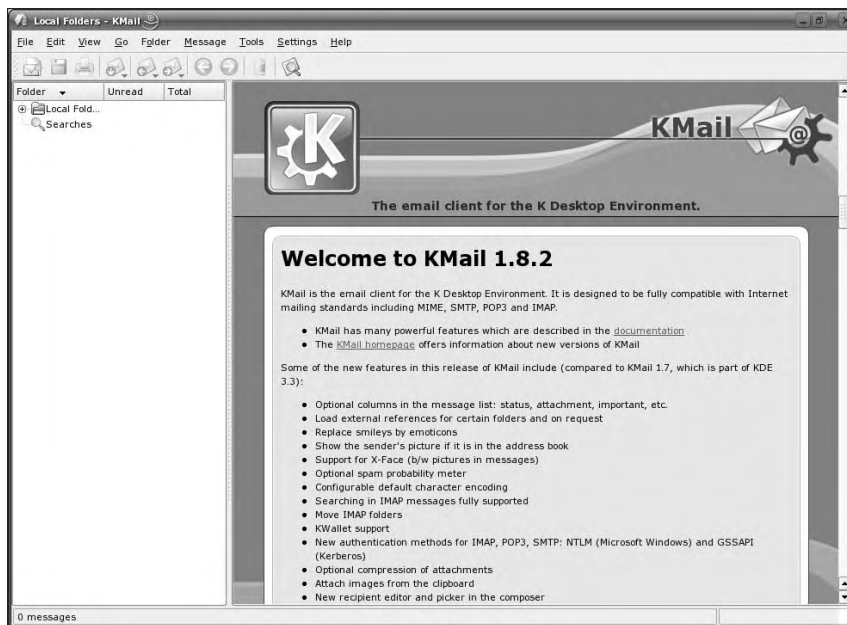 Local Folders - KMail
File Edit View Go Folder Message Tools Settings Help
Folder Unread Total
Local Fold...
Searches
KMail
The email client for the K Desktop Environment.
Welcome to KMail 1.8.2
KMail is the email client for the K Desktop Environment. It is designed to be fully compatible with Internet
mailing standards including MIME, SMTP, POP3 and IMAP.
• KMail has many powerful features which are described in the documentation
• The KMail homepage offers information about new versions of KMail
Some of the new features in this release of KMail include (compared to KMail 1.7, which is part of KDE
3.3):
• Optional columns in the message list: status, attachment, important, etc.
• Load external references for certain folders and on request
• Replace smileys by emoticons
• Show the sender's picture if it is in the address book
• Support for X-Face (b/w pictures in messages)
• Optional spam probability meter
• Configurable default character encoding
• Searching in IMAP messages fully supported
• Move IMAP folders
• KWallet support
• New authentication methods for IMAP, POP3, SMTP: NTLM (Microsoft Windows) and GSSAPI
(Kerberos)
• Optional compression of attachments
• Attach images from the clipboard
• New recipient editor and picker in the composer
0 messages